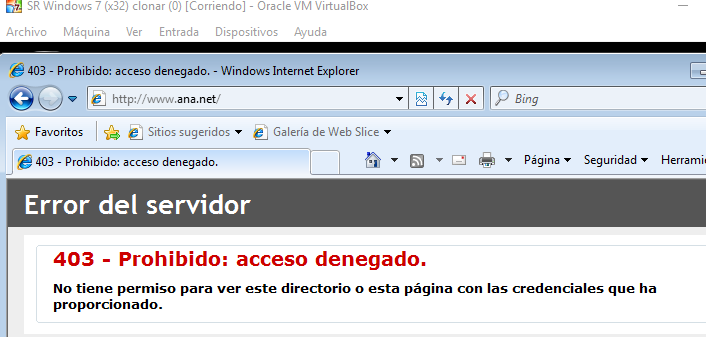 SR Windows 7 (x32) clonar (0) [Corriendo] - Oracle VM VirtualBox
Archivo Máquina Ver Entrada Dispositivos Ayuda
403 - Prohibido: acceso denegado. - Windows Internet Explorer
http://www.ana.net/ Bing
Favoritos Sitios sugeridos Galería de Web Slice
403 - Prohibido: acceso denegado. Página Seguridad Herrami
Error del servidor
403 - Prohibido: acceso denegado.
No tiene permiso para ver este directorio o esta página con las credenciales que ha
proporcionado.